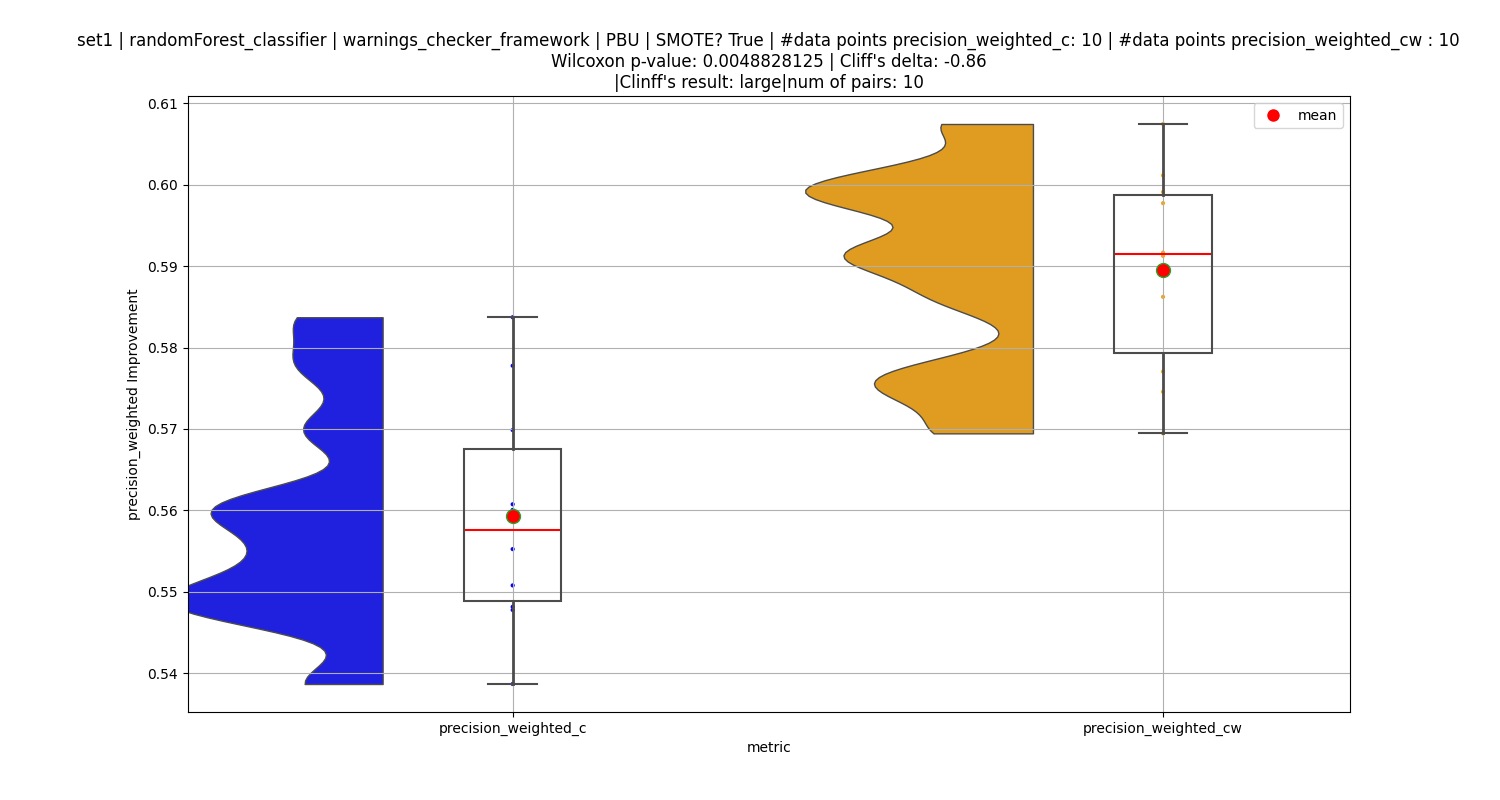 set1 | randomForest_classifier | warnings_checker_framework | PBU | SMOTE? True | #data points precision_weighted_c: 10 | #data points precision_weighted_cw : 10
Wilcoxon p-value: 0.0048828125 | Cliff's delta: -0.86
|Clinff's result: large|num of pairs: 10
mean
precision_weighted Improvement
0.61
0.60
0.59
0.58
0.57
0.56
0.55
0.54
precision_weighted_c
precision_weighted_cw
metric